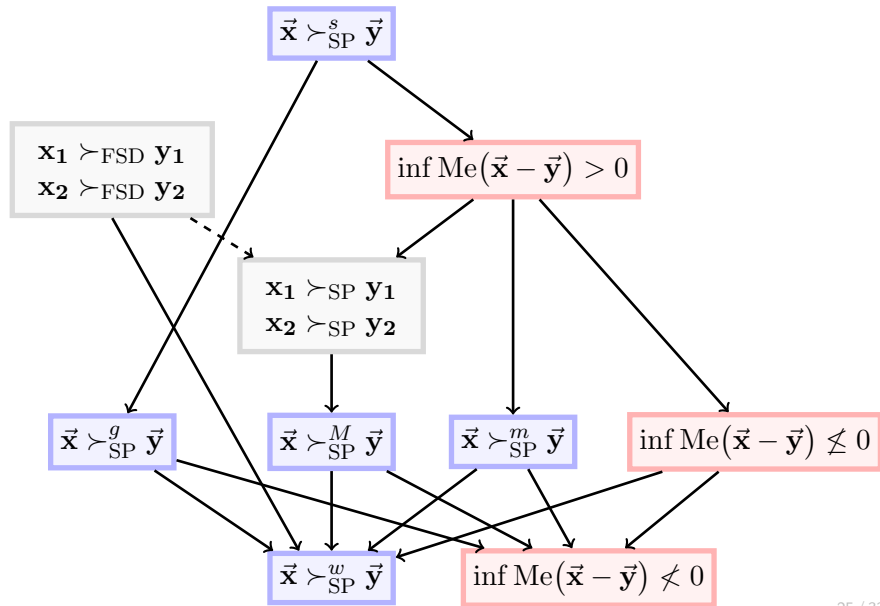 x⃗ ≻ˢ_SP y⃗
x₁ ≻_FSD y₁
x₂ ≻_FSD y₂
inf Me(x⃗ − y⃗) > 0
x₁ ≻_SP y₁
x₂ ≻_SP y₂
x⃗ ≻ᵍ_SP y⃗
x⃗ ≻ᴹ_SP y⃗
x⃗ ≻ᵐ_SP y⃗
inf Me(x⃗ − y⃗) ≰ 0
x⃗ ≻ʷ_SP y⃗
inf Me(x⃗ − y⃗) ≮ 0